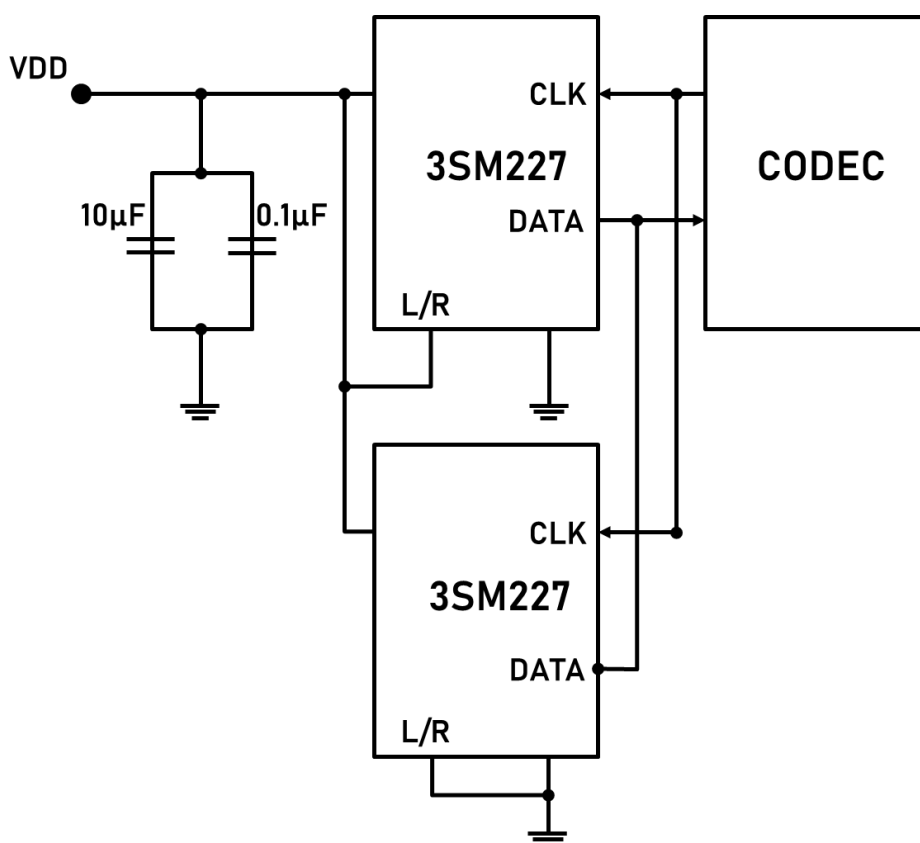 VDD
10µF
0.1µF
CLK
3SM227
DATA
L/R
CODEC
CLK
3SM227
DATA
L/R